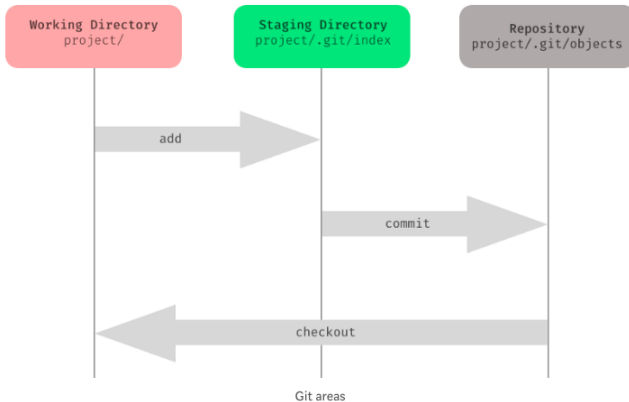 Working Directory
project/
Staging Directory
project/.git/index
Repository
project/.git/objects
add
commit
checkout
Git areas